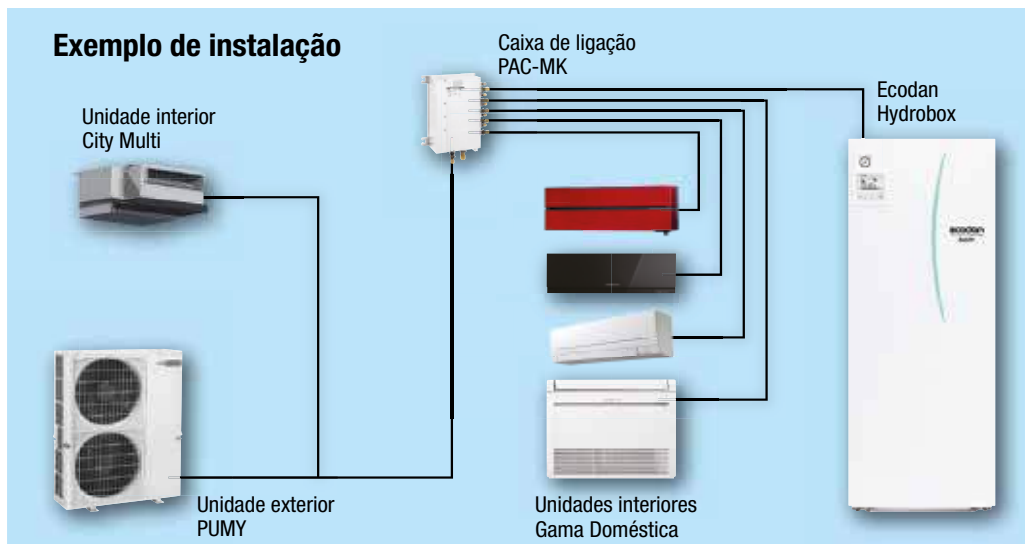 Exemplo de instalação
Caixa de ligação
PAC-MK
Ecodan
Hydrobox
Unidade interior
City Multi
ecodan
Unidade exterior
PUMY
Unidades interiores
Gama Doméstica